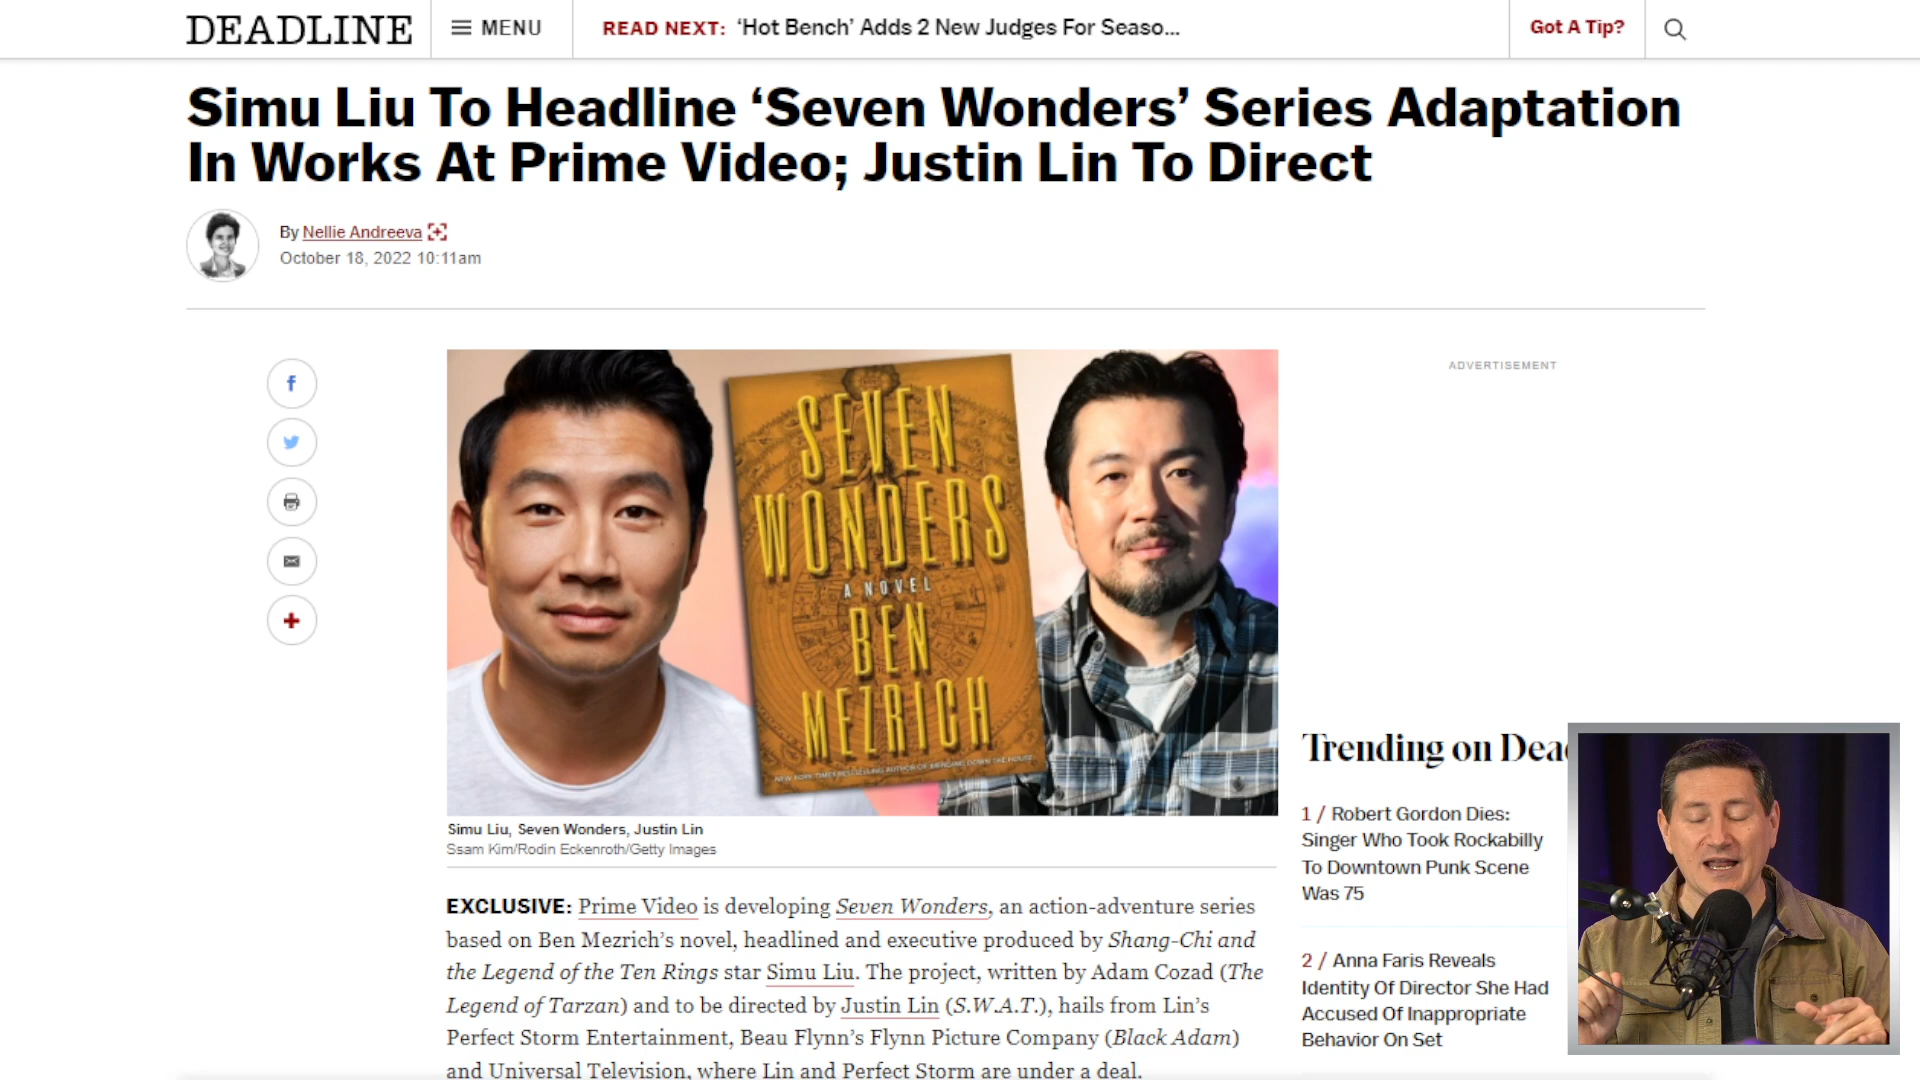 DEADLINE
MENU
READ NEXT: ‘Hot Bench’ Adds 2 New Judges For Seaso...
Got A Tip?
Simu Liu To Headline ‘Seven Wonders’ Series Adaptation
In Works At Prime Video; Justin Lin To Direct
By Nellie Andreeva
October 18, 2022 10:11am
ADVERTISEMENT
SEVEN
WONDERS
A NOVEL
BEN
MEZRICH
NEW YORK TIMES BESTSELLING AUTHOR OF BRINGING DOWN THE HOUSE
Simu Liu, Seven Wonders, Justin Lin
Ssam Kim/Rodin Eckenroth/Getty Images
EXCLUSIVE: Prime Video is developing Seven Wonders, an action-adventure series
based on Ben Mezrich’s novel, headlined and executive produced by Shang-Chi and
the Legend of the Ten Rings star Simu Liu. The project, written by Adam Cozad (The
Legend of Tarzan) and to be directed by Justin Lin (S.W.A.T.), hails from Lin’s
Perfect Storm Entertainment, Beau Flynn’s Flynn Picture Company (Black Adam)
and Universal Television, where Lin and Perfect Storm are under a deal.
Trending on Dea
1 / Robert Gordon Dies:
Singer Who Took Rockabilly
To Downtown Punk Scene
Was 75
2 / Anna Faris Reveals
Identity Of Director She Had
Accused Of Inappropriate
Behavior On Set